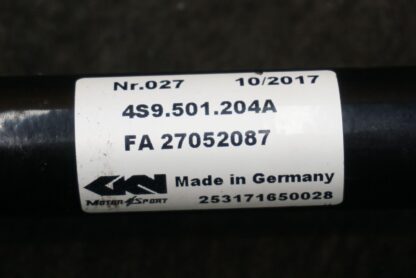 Nr.027 10/2017
4S9.501.204A
FA 27052087
GKN Made in Germany
MOTORSPORT 253171650028